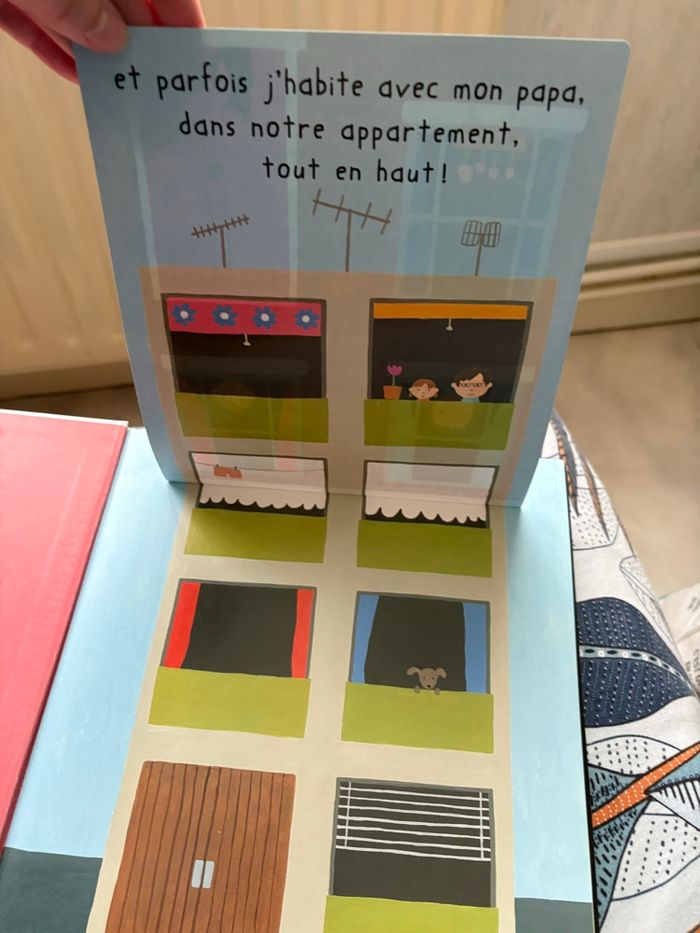 et parfois j'habite avec mon papa,
dans notre appartement,
tout en haut!